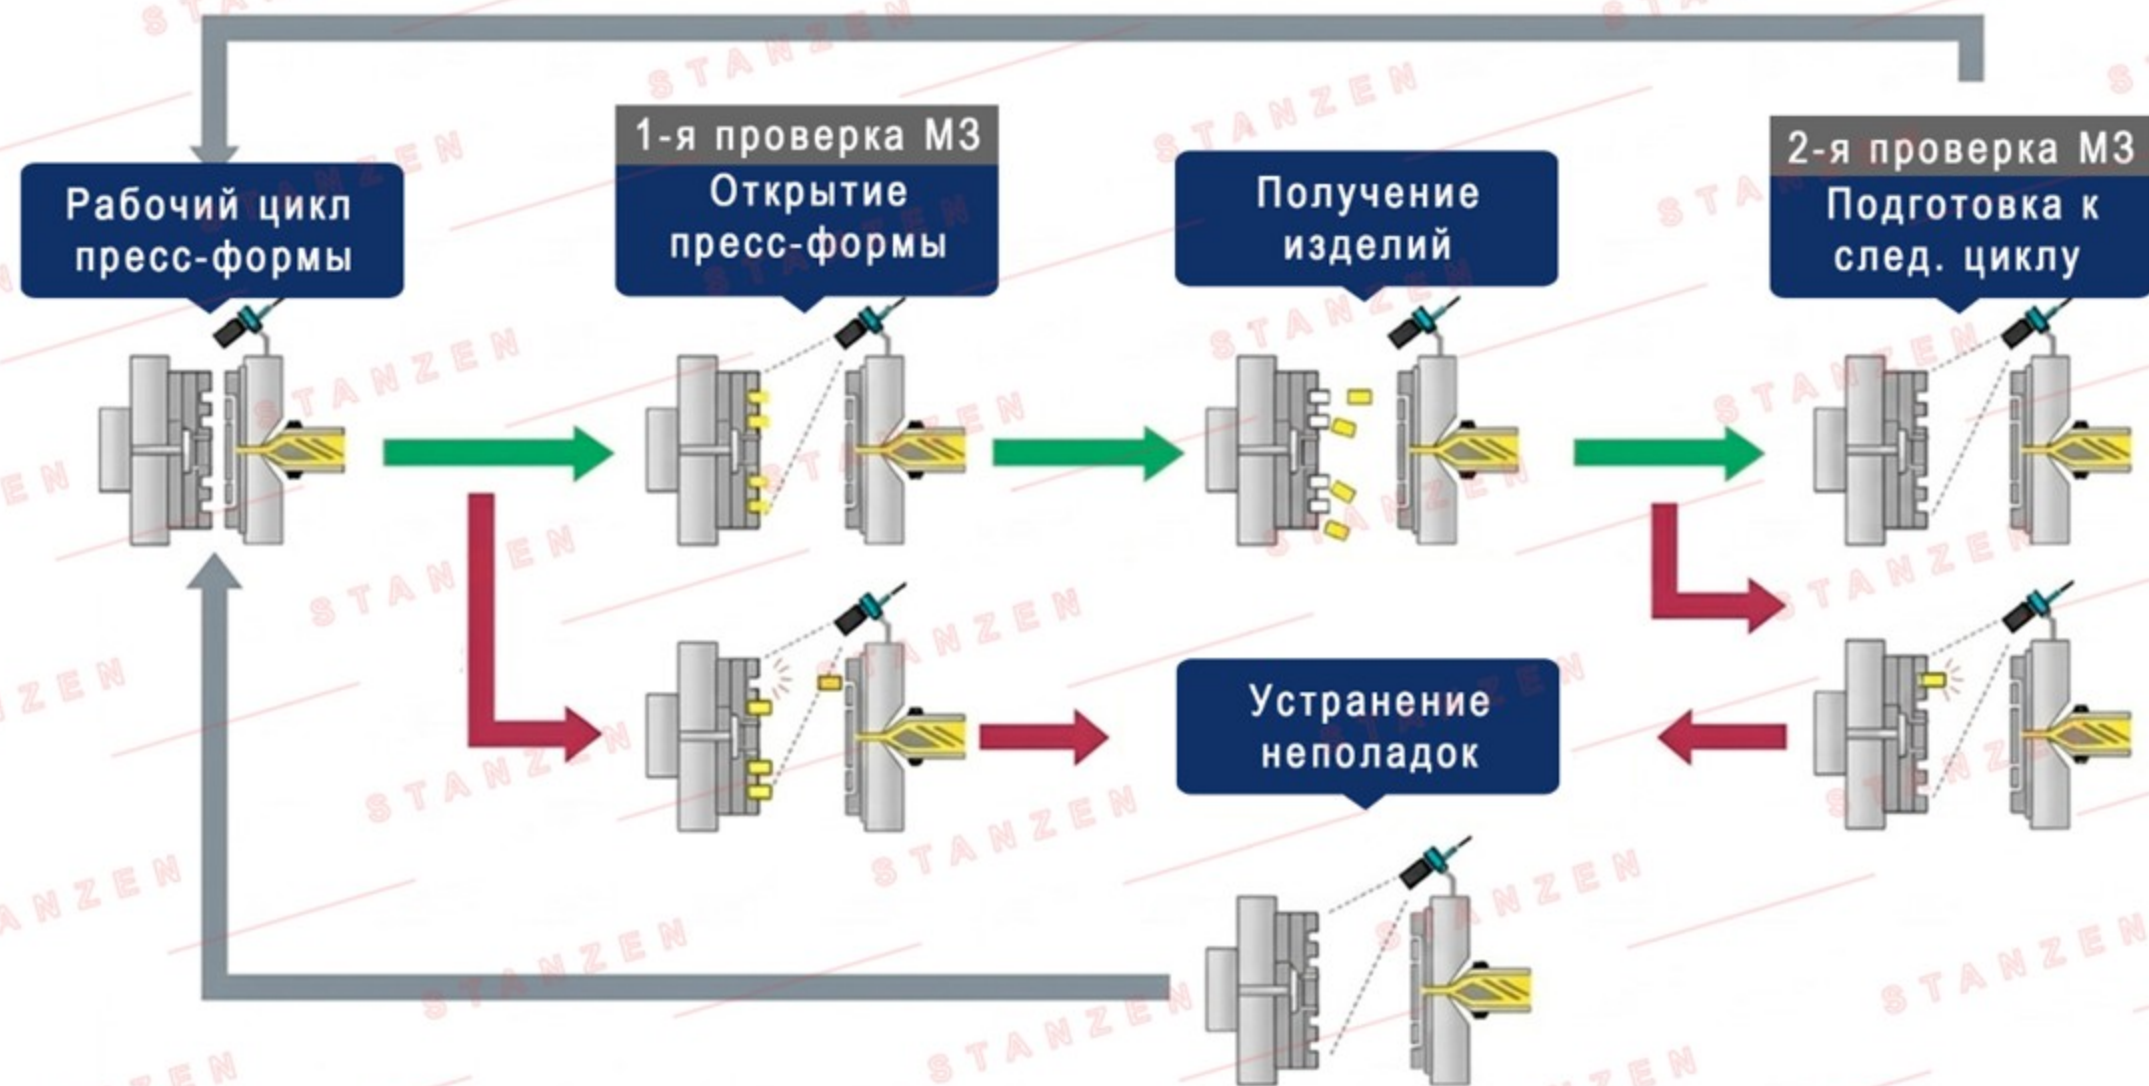 1-я проверка МЗ
2-я проверка МЗ
Рабочий цикл
пресс-формы
Открытие
пресс-формы
Получение
изделий
Подготовка к
след. циклу
Устранение
неполадок
STANZEN